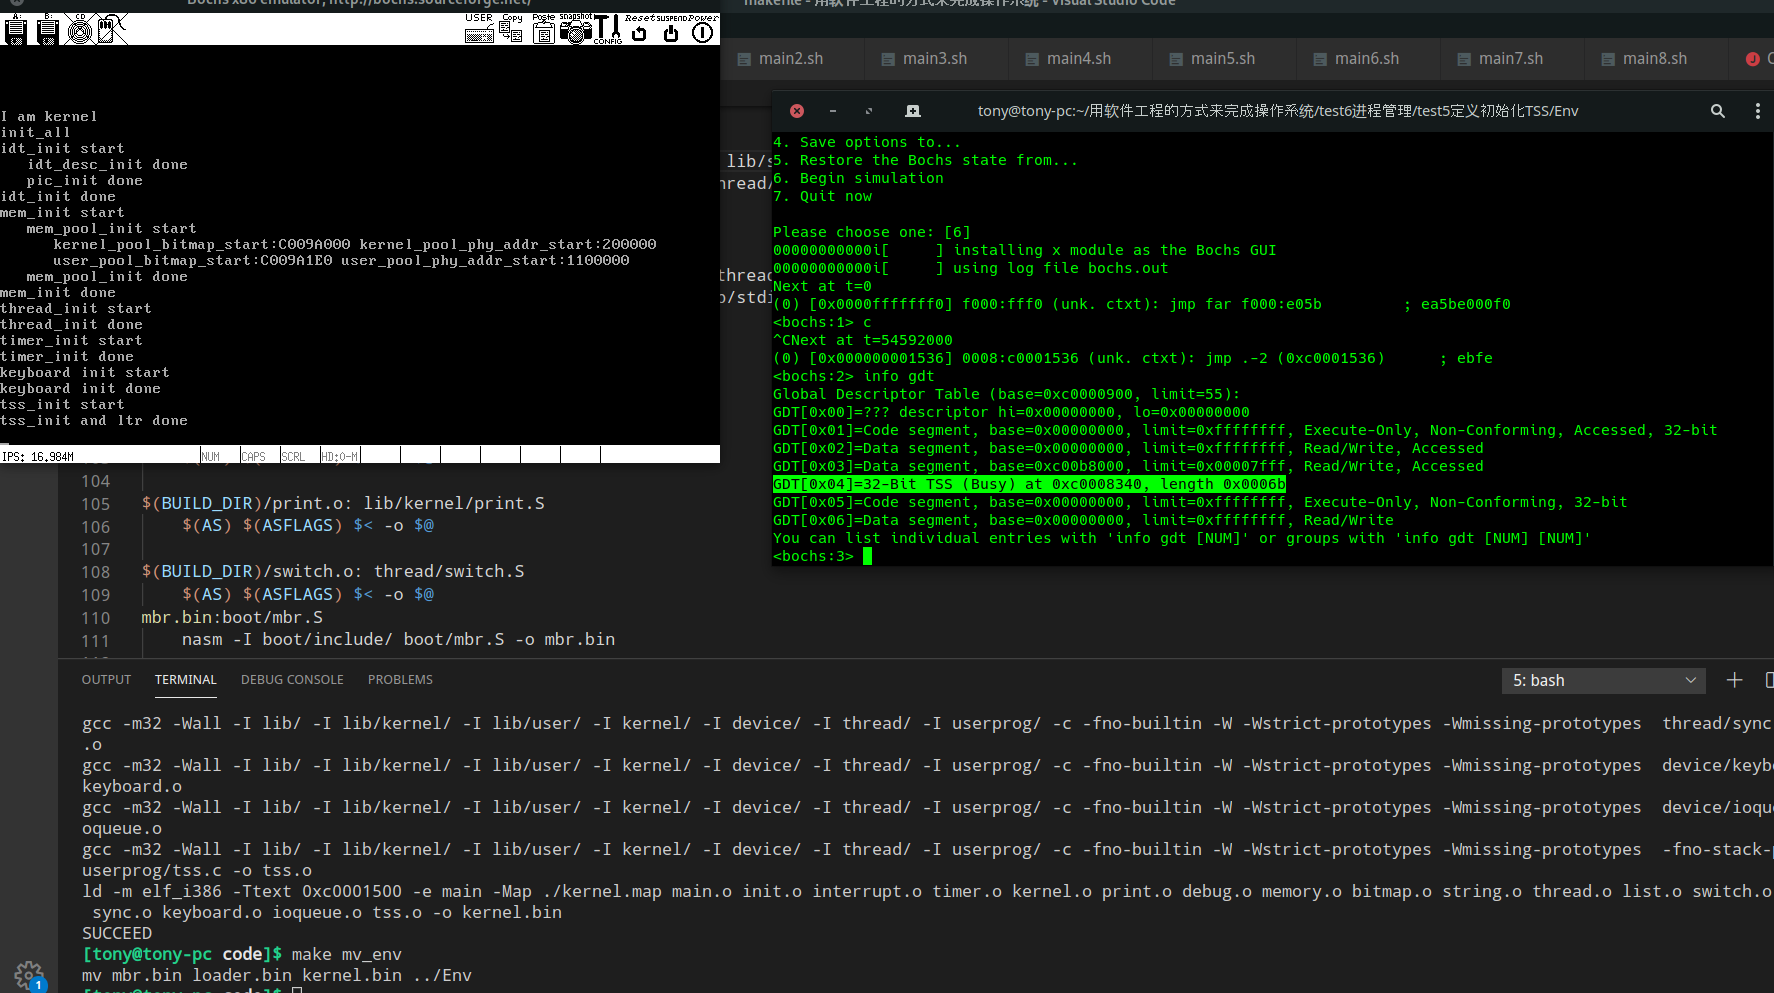 Bochs x86 emulator, http://bochs.sourceforge.net/
makefile - 用软件工程的方式来完成操作系统 - Visual Studio Code
A: B: USER Copy Paste snapshot CONFIG Reset SUSPEND Power
main2.sh main3.sh main4.sh main5.sh main6.sh main7.sh main8.sh
I am kernel
init_all
idt_init start
idt_desc_init done
pic_init done
idt_init done
mem_init start
mem_pool_init start
kernel_pool_bitmap_start:C009A000 kernel_pool_phy_addr_start:200000
user_pool_bitmap_start:C009A1E0 user_pool_phy_addr_start:1100000
mem_pool_init done
mem_init done
thread_init start
thread_init done
timer_init start
timer_init done
keyboard init start
keyboard init done
tss_init start
tss_init and ltr done
IPS: 16.984M NUM CAPS SCRL HD:0-M
tony@tony-pc:~/用软件工程的方式来完成操作系统/test6进程管理/test5定义初始化TSS/Env
4. Save options to...
5. Restore the Bochs state from...
6. Begin simulation
7. Quit now
Please choose one: [6]
00000000000i[      ] installing x module as the Bochs GUI
00000000000i[      ] using log file bochs.out
Next at t=0
(0) [0x0000fffffff0] f000:fff0 (unk. ctxt): jmp far f000:e05b         ; ea5be000f0
<bochs:1> c
^CNext at t=54592000
(0) [0x000000001536] 0008:c0001536 (unk. ctxt): jmp .-2 (0xc0001536)      ; ebfe
<bochs:2> info gdt
Global Descriptor Table (base=0xc0000900, limit=55):
GDT[0x00]=??? descriptor hi=0x00000000, lo=0x00000000
GDT[0x01]=Code segment, base=0x00000000, limit=0xffffffff, Execute-Only, Non-Conforming, Accessed, 32-bit
GDT[0x02]=Data segment, base=0x00000000, limit=0xffffffff, Read/Write, Accessed
GDT[0x03]=Data segment, base=0xc00b8000, limit=0x00007fff, Read/Write, Accessed
GDT[0x04]=32-Bit TSS (Busy) at 0xc0008340, length 0x0006b
GDT[0x05]=Code segment, base=0x00000000, limit=0xffffffff, Execute-Only, Non-Conforming, 32-bit
GDT[0x06]=Data segment, base=0x00000000, limit=0xffffffff, Read/Write
You can list individual entries with 'info gdt [NUM]' or groups with 'info gdt [NUM] [NUM]'
<bochs:3>
104
105 $(BUILD_DIR)/print.o: lib/kernel/print.S
106 $(AS) $(ASFLAGS) $< -o $@
107
108 $(BUILD_DIR)/switch.o: thread/switch.S
109 $(AS) $(ASFLAGS) $< -o $@
110 mbr.bin:boot/mbr.S
111 nasm -I boot/include/ boot/mbr.S -o mbr.bin
OUTPUT TERMINAL DEBUG CONSOLE PROBLEMS 5: bash
gcc -m32 -Wall -I lib/ -I lib/kernel/ -I lib/user/ -I kernel/ -I device/ -I thread/ -I userprog/ -c -fno-builtin -W -Wstrict-prototypes -Wmissing-prototypes  thread/sync
.o
gcc -m32 -Wall -I lib/ -I lib/kernel/ -I lib/user/ -I kernel/ -I device/ -I thread/ -I userprog/ -c -fno-builtin -W -Wstrict-prototypes -Wmissing-prototypes  device/keyb
keyboard.o
gcc -m32 -Wall -I lib/ -I lib/kernel/ -I lib/user/ -I kernel/ -I device/ -I thread/ -I userprog/ -c -fno-builtin -W -Wstrict-prototypes -Wmissing-prototypes  device/ioqu
oqueue.o
gcc -m32 -Wall -I lib/ -I lib/kernel/ -I lib/user/ -I kernel/ -I device/ -I thread/ -I userprog/ -c -fno-builtin -W -Wstrict-prototypes -Wmissing-prototypes  -fno-stack-
userprog/tss.c -o tss.o
ld -m elf_i386 -Ttext 0xc0001500 -e main -Map ./kernel.map main.o init.o interrupt.o timer.o kernel.o print.o debug.o memory.o bitmap.o string.o thread.o list.o switch.o
sync.o keyboard.o ioqueue.o tss.o -o kernel.bin
SUCCEED
[tony@tony-pc code]$ make mv_env
mv mbr.bin loader.bin kernel.bin ../Env
[tony@tony-pc code]$
1